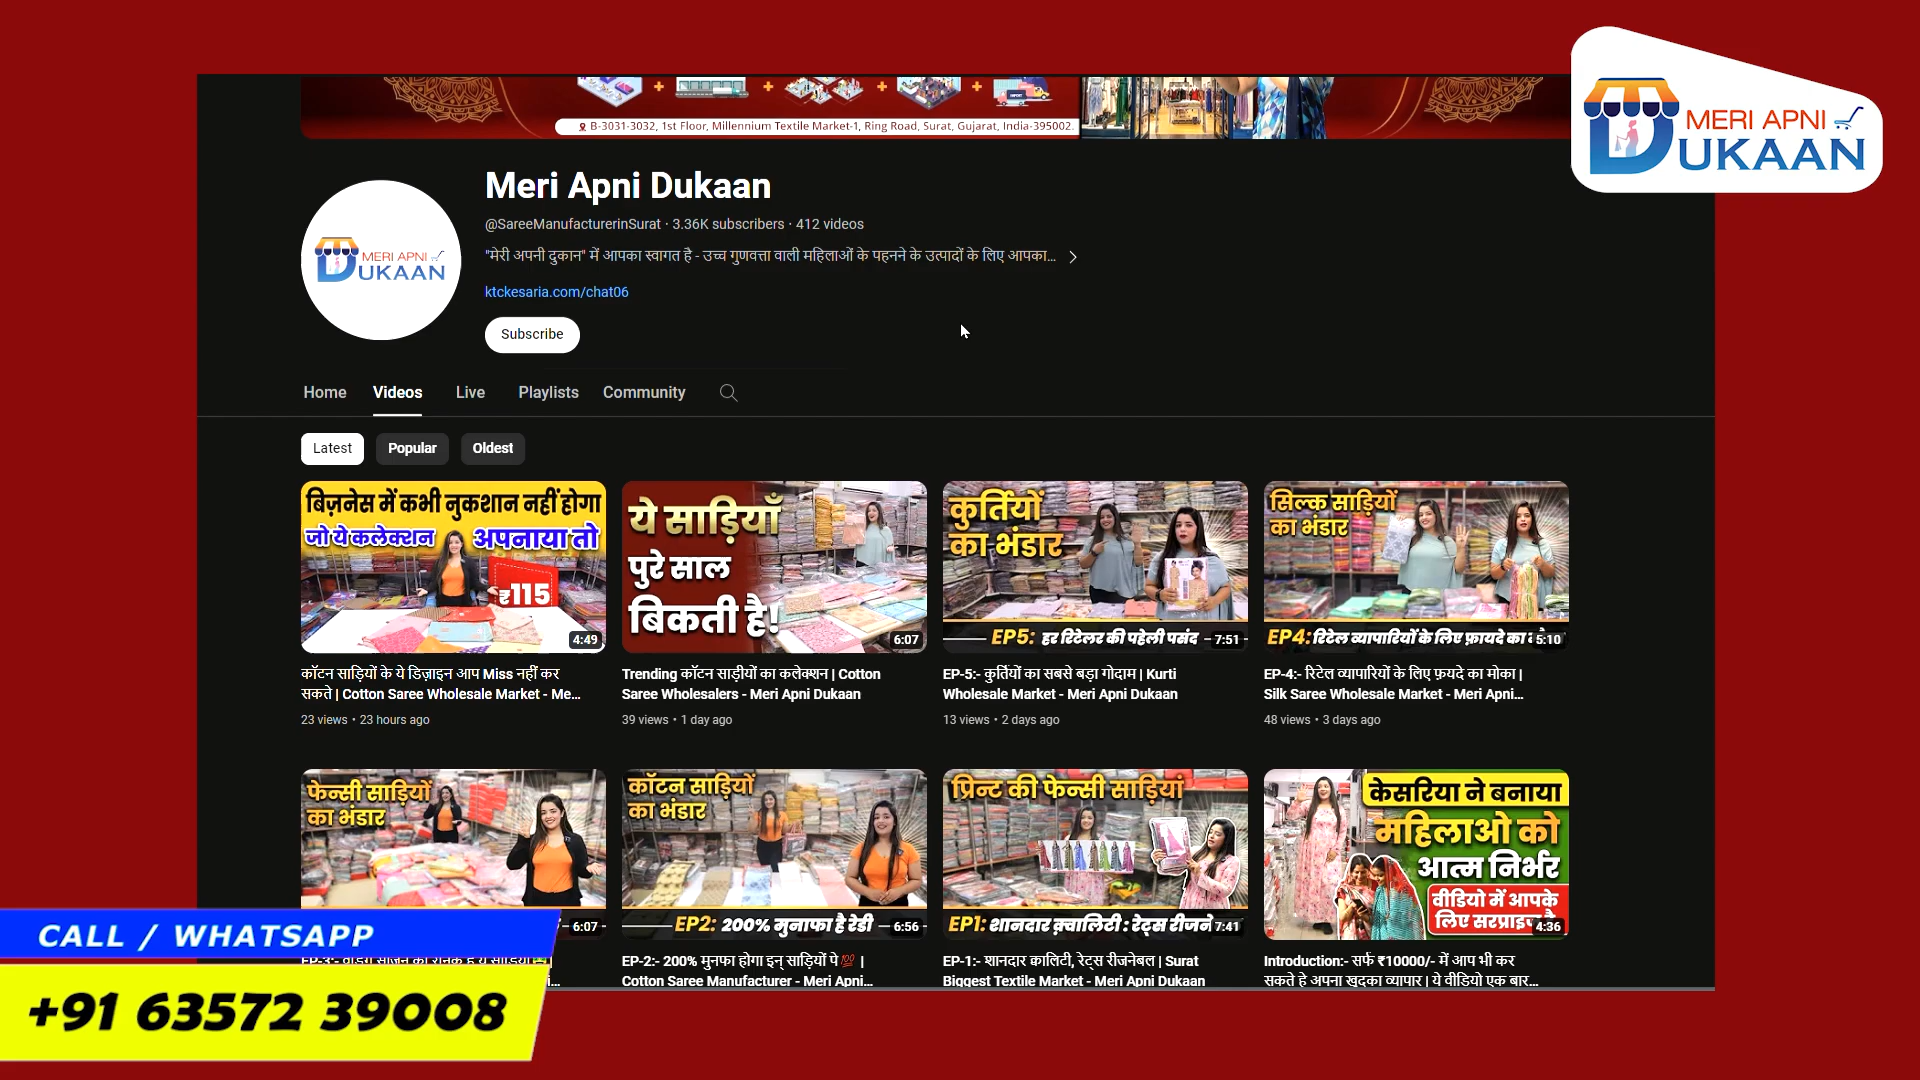 B-3031-3032, 1st Floor, Millennium Textile Market-1, Ring Road, Surat, Gujarat, India-395002.
MERI APNI
DUKAAN
Meri Apni Dukaan
@SareeManufacturerinSurat · 3.36K subscribers · 412 videos
"मेरी अपनी दुकान" में आपका स्वागत है - उच्च गुणवत्ता वाली महिलाओं के पहनने के उत्पादों के लिए आपका...
MERI APNI
DUKAAN
ktckesaria.com/chat06
Subscribe
Home Videos Live Playlists Community
Latest Popular Oldest
बिज़नेस में कभी नुकशान नहीं होगा
जो ये कलेक्शन अपनाया तो
₹115
4:49
ये साड़ियाँ
पुरे साल
बिकती है!
6:07
कुर्तियों
का भंडार
EP5: हर रिटेलर की पहेली पसंद
7:51
सिल्क साड़ियों
का भंडार
EP4: रिटेल व्यापारियों के लिए फ़ायदे का
5:10
कॉटन साड़ियों के ये डिज़ाइन आप Miss नहीं कर
सकते | Cotton Saree Wholesale Market - Me...
23 views • 23 hours ago
Trending कॉटन साड़ीयों का कलेक्शन | Cotton
Saree Wholesalers - Meri Apni Dukaan
39 views • 1 day ago
EP-5:- कुर्तियों का सबसे बड़ा गोदाम | Kurti
Wholesale Market - Meri Apni Dukaan
13 views • 2 days ago
EP-4:- रिटेल व्यापारियों के लिए फ़यदे का मोका |
Silk Saree Wholesale Market - Meri Apni...
48 views • 3 days ago
फेन्सी साड़ियों
का भंडार
6:07
कॉटन साड़ियों
का भंडार
EP2: 200% मुनाफा है रेडी
6:56
प्रिन्ट की फेन्सी साड़ियां
EP1: शानदार क़्वालिटी : रेट्स रीजने
7:41
केसरिया ने बनाया
महिलाओ को
आत्म निर्भर
वीडियो में आपके
लिए सरप्राइज
4:36
EP-2:- 200% मुनफा होगा इन् साड़ियों पे 💯 |
Cotton Saree Manufacturer - Meri Apni...
EP-1:- शानदार कालिटी, रेट्स रीजनेबल | Surat
Biggest Textile Market - Meri Apni Dukaan
Introduction:- सर्फ ₹10000/- में आप भी कर
सकते हे अपना खुदका व्यापार | ये वीडियो एक बार...
CALL / WHATSAPP
+91 63572 39008